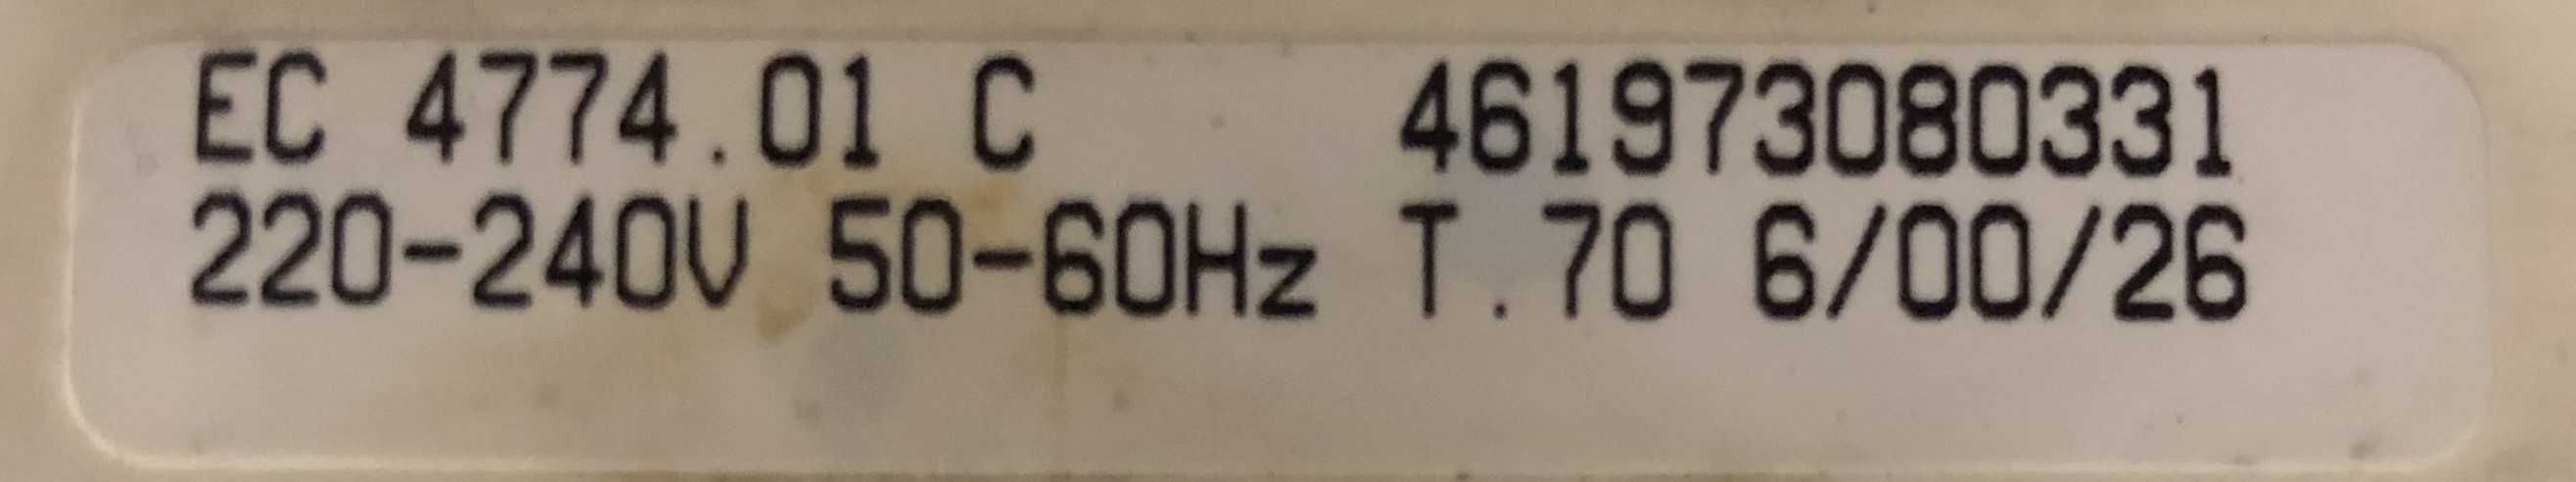 EC 4774.01 C 461973080331
220-240V 50-60Hz T.70 6/00/26